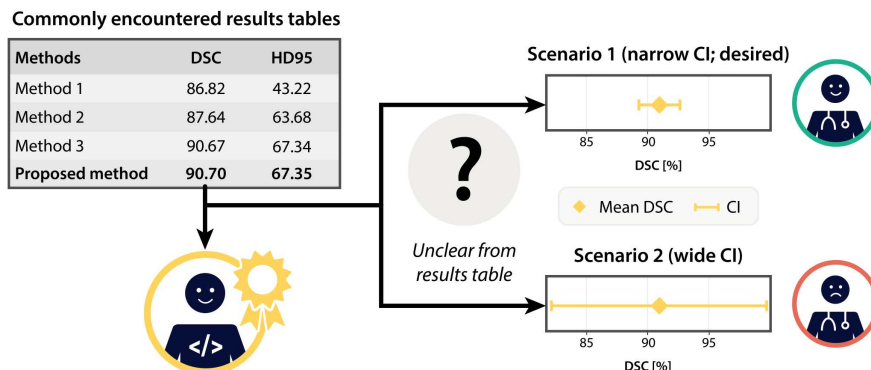 Commonly encountered results tables
Methods DSC HD95
Method 1 86.82 43.22
Method 2 87.64 63.68
Method 3 90.67 67.34
Proposed method 90.70 67.35
</>
?
Unclear from
results table
Scenario 1 (narrow CI; desired)
85 90 95
DSC [%]
Mean DSC CI
Scenario 2 (wide CI)
85 90 95
DSC [%]